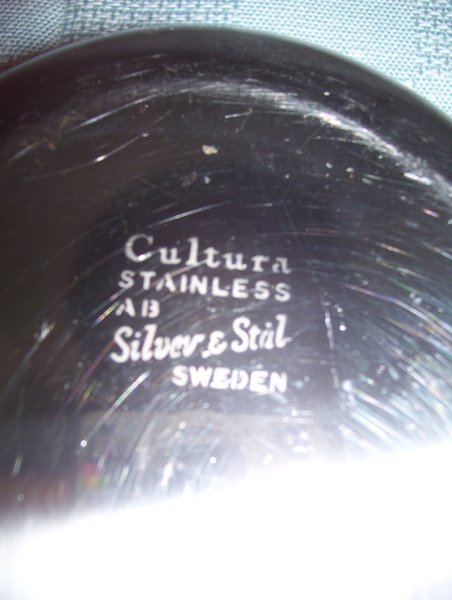 Cultura
STAINLESS
AB
Silver & Stål
SWEDEN